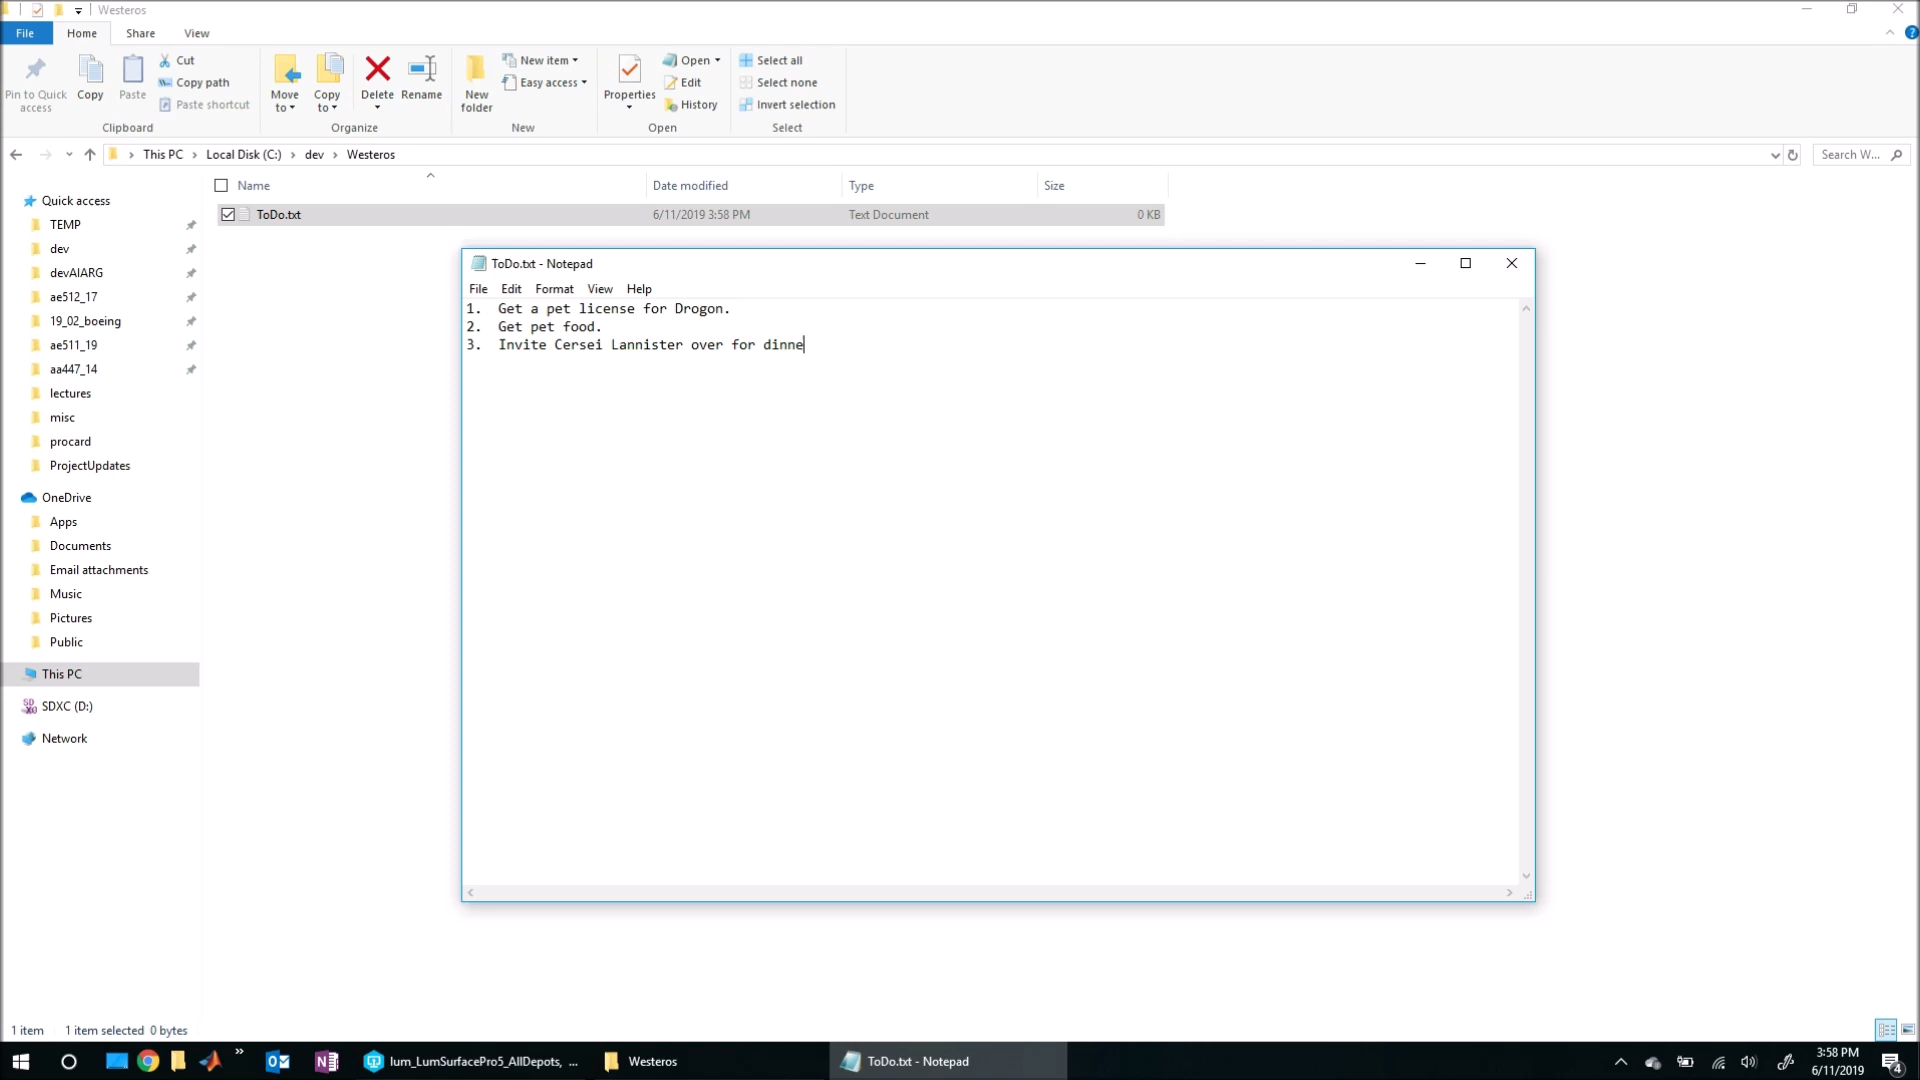 Westeros
File Home Share View
Pin to Quick access
Copy
Paste
Cut
Copy path
Paste shortcut
Clipboard
Move to
Copy to
Delete
Rename
Organize
New folder
New item
Easy access
New
Properties
Open
Edit
History
Open
Select all
Select none
Invert selection
Select
This PC > Local Disk (C:) > dev > Westeros
Search W...
Name Date modified Type Size
ToDo.txt 6/11/2019 3:58 PM Text Document 0 KB
Quick access
TEMP
dev
devAIARG
ae512_17
19_02_boeing
ae511_19
aa447_14
lectures
misc
procard
ProjectUpdates
OneDrive
Apps
Documents
Email attachments
Music
Pictures
Public
This PC
SDXC (D:)
Network
ToDo.txt - Notepad
File Edit Format View Help
1. Get a pet license for Drogon.
2. Get pet food.
3. Invite Cersei Lannister over for dinne
1 item 1 item selected 0 bytes
lum_LumSurfacePro5_AllDepots, ...
Westeros
ToDo.txt - Notepad
3:58 PM
6/11/2019
4